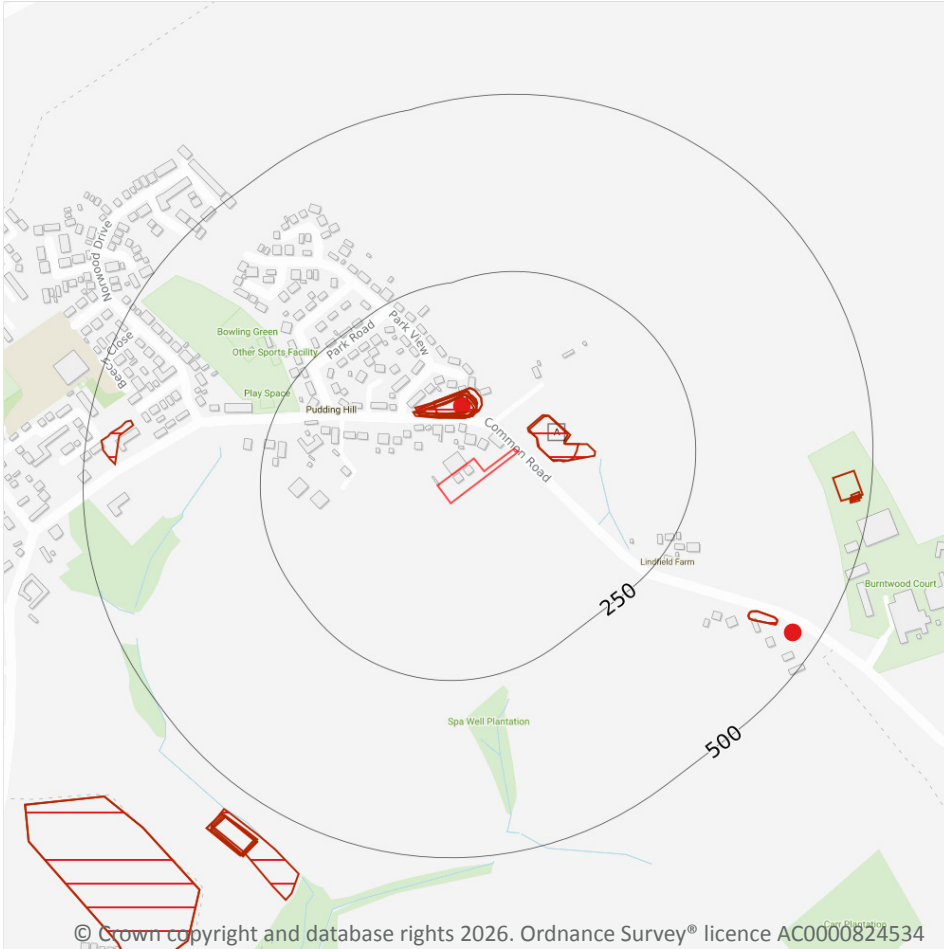 Norwood Drive
Beech Close
Bowling Green
Other Sports Facility
Park Road
Park View
Play Space
Pudding Hill
Common Road
A
Lindfield Farm
Burntwood Court
250
Spa Well Plantation
500
Carr Plantation
© Crown copyright and database rights 2026. Ordnance Survey® licence AC0000824534